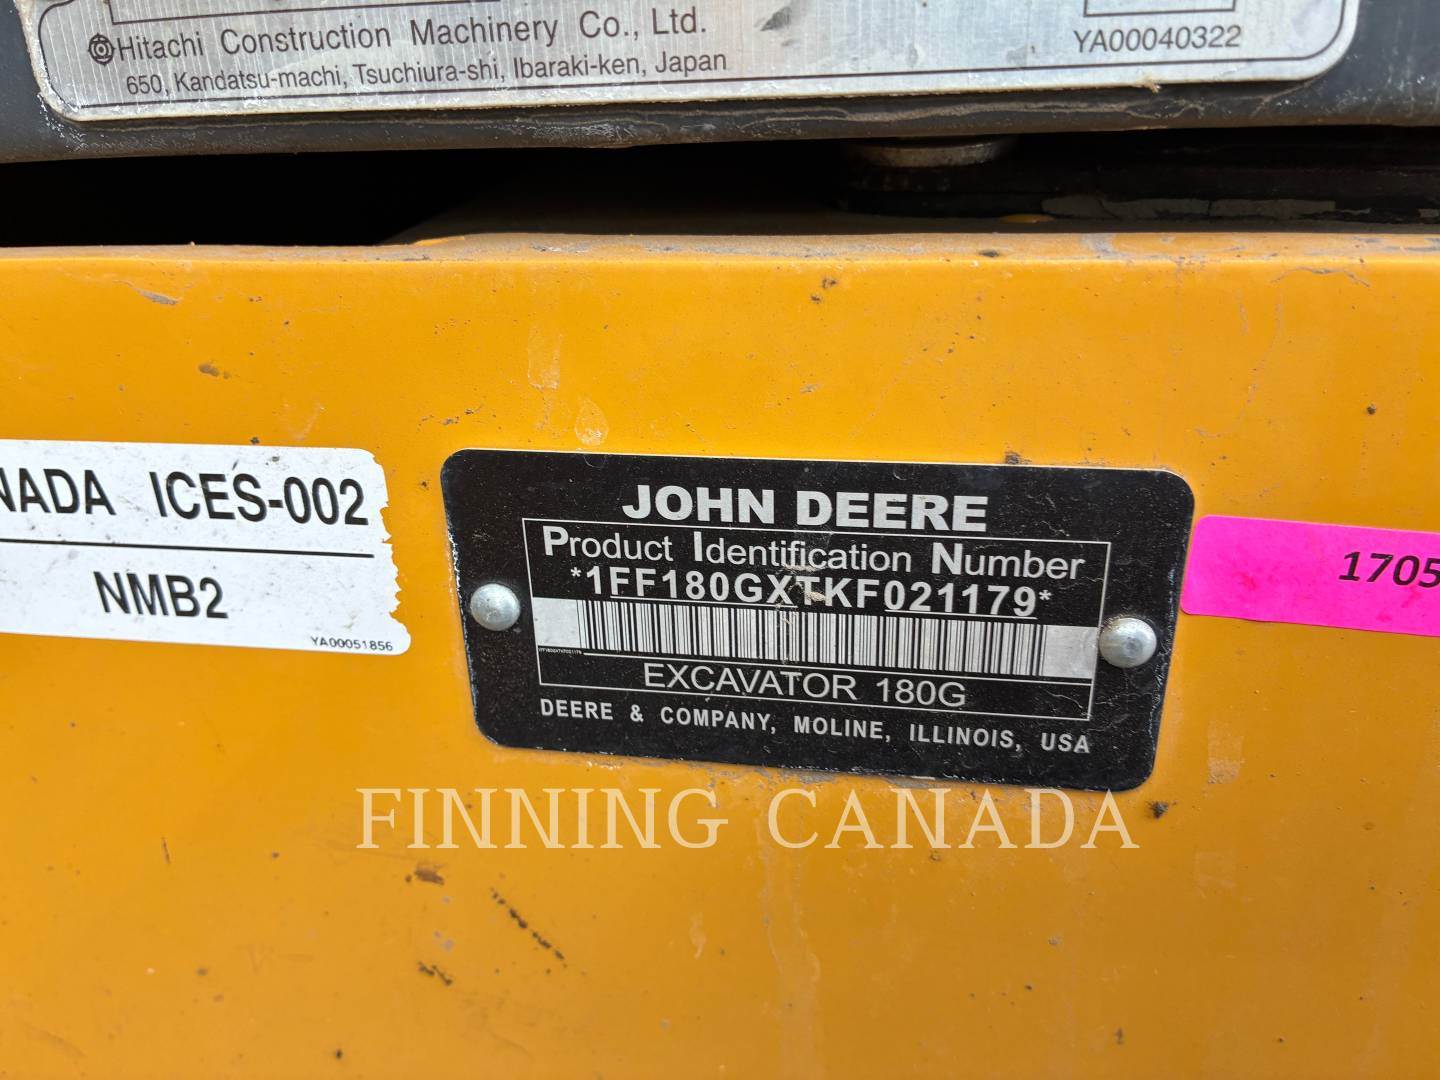 Hitachi Construction Machinery Co., Ltd.
650, Kandatsu-machi, Tsuchiura-shi, Ibaraki-ken, Japan
YA00040322
NADA ICES-002
NMB2
YA00051856
JOHN DEERE
Product Identification Number
*1FF180GXTKF021179*
1FF180GXTKF021179
EXCAVATOR 180G
DEERE & COMPANY, MOLINE, ILLINOIS, USA
1705
FINNING CANADA